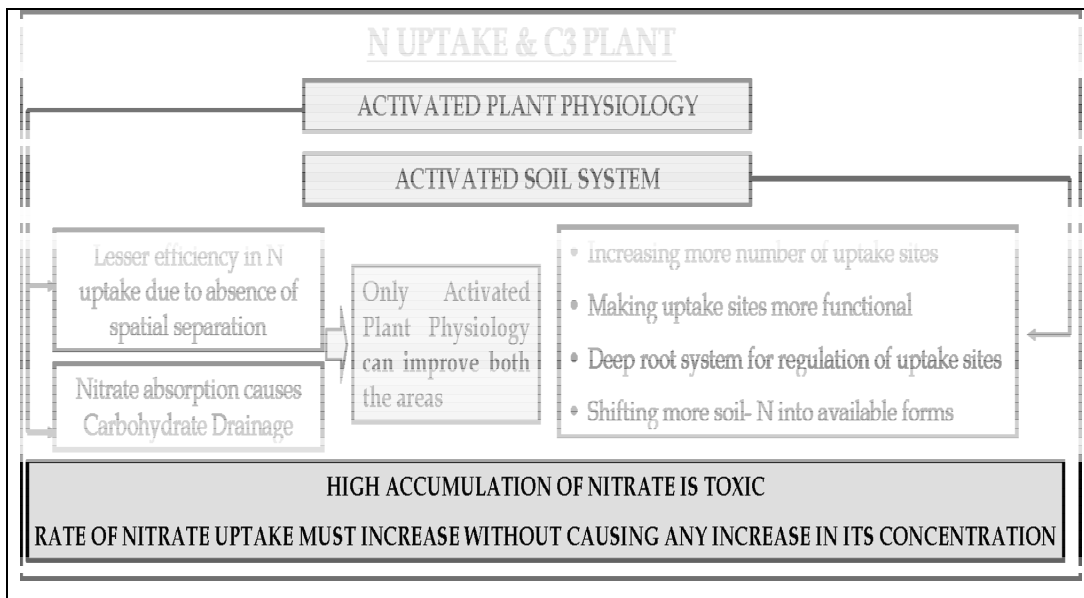 N UPTAKE & C3 PLANT
ACTIVATED PLANT PHYSIOLOGY
ACTIVATED SOIL SYSTEM
Lesser efficiency in N
uptake due to absence of
spatial separation
Nitrate absorption causes
Carbohydrate Drainage
Only Activated
Plant Physiology
can improve both
the areas
• Increasing more number of uptake sites
• Making uptake sites more functional
• Deep root system for regulation of uptake sites
• Shifting more soil- N into available forms
HIGH ACCUMULATION OF NITRATE IS TOXIC
RATE OF NITRATE UPTAKE MUST INCREASE WITHOUT CAUSING ANY INCREASE IN ITS CONCENTRATION